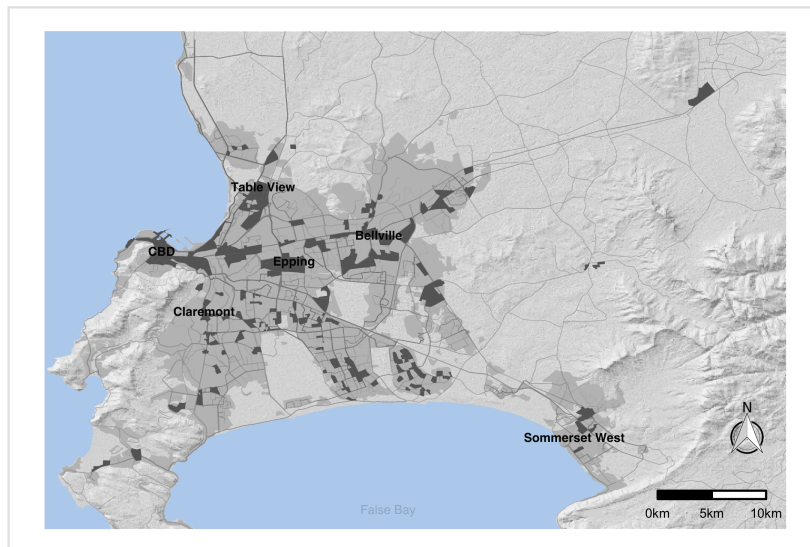 Table View
Bellville
CBD
Epping
Claremont
N
Sommerset West
0km 5km 10km
False Bay